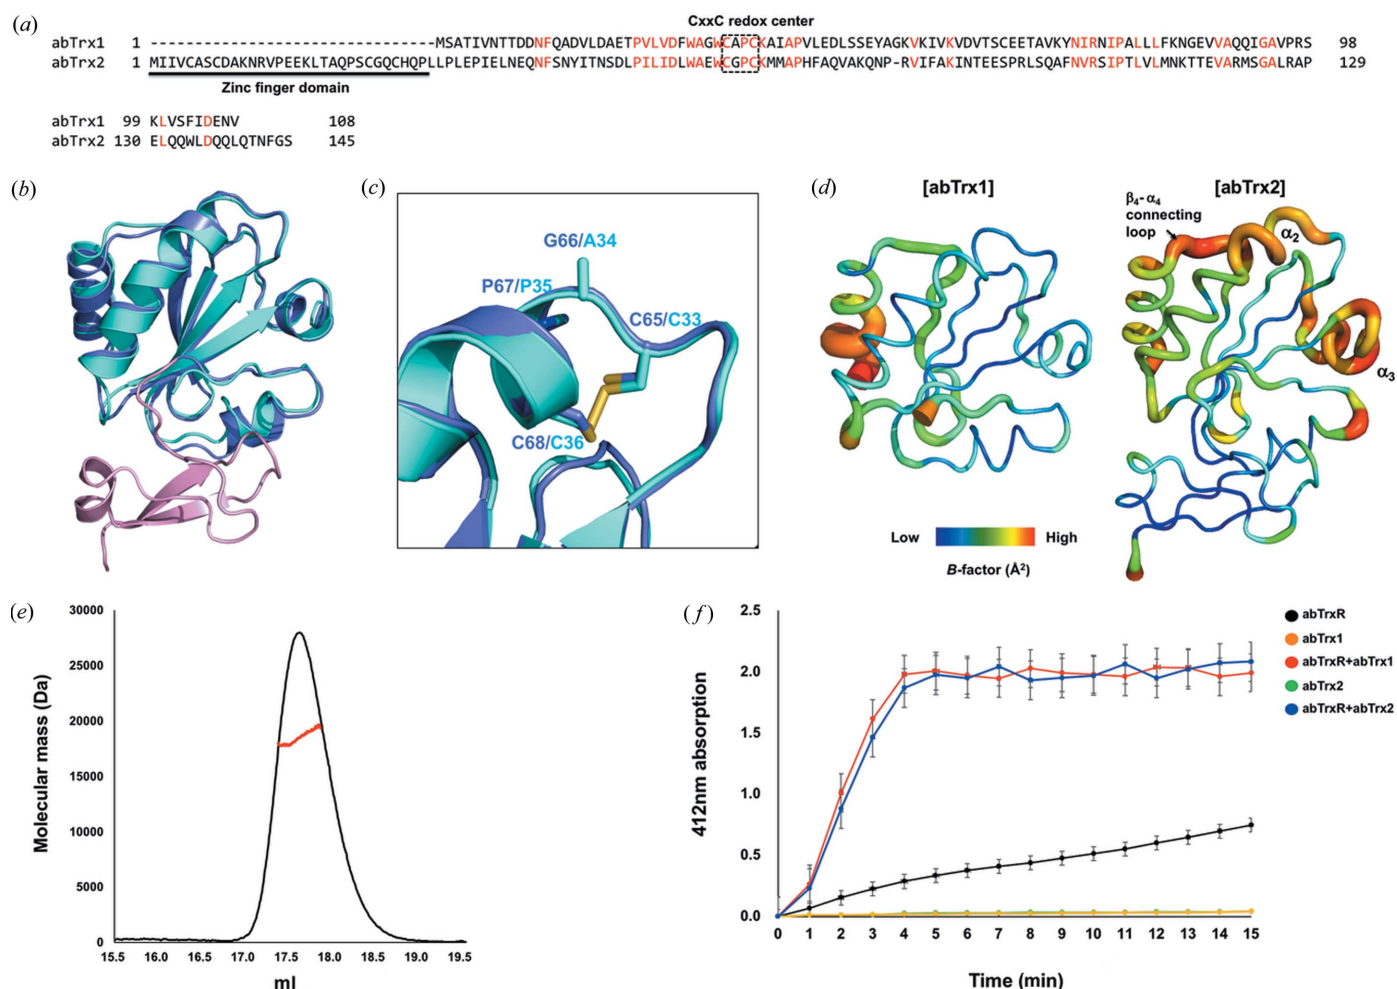 (a)
CxxC redox center
abTrx1 1 -------------------------------MSATIVNTTDDNFQADVLDAETPVLVDFWAGWCAPCKAIAPVLEDLSSEYAGKVKIVKVDVTSCEETAVKYNIRNIPALLLFKNGEVVAQQIGAVPRS 98
abTrx2 1 MIIVCASCDAKNRVPEEKLTAQPSCGQCHQPLLPLEPIELNEQNFSNYITNSDLPILIDLWAEWCGPCKMMAPHFAQVAKQNP-RVIFAKINTEESPRLSQAFNVRSIPTLVLMNKTTEVARMSGALRAP 129
Zinc finger domain
abTrx1 99 KLVSFIDENV 108
abTrx2 130 ELQQWLDQQLQTNFGS 145
(b)
(c)
G66/A34
P67/P35
C65/C33
C68/C36
(d)
[abTrx1]
[abTrx2]
β4-α4
connecting
loop
α2
α3
Low High
B-factor (Å2)
(e)
Molecular mass (Da)
30000
25000
20000
15000
10000
5000
0
15.5 16.0 17.0 17.5 18.0 18.5 19.0 19.5
ml
(f)
412nm absorption
2.5
2.0
1.5
1.0
0.5
0.0
0 1 2 3 4 5 6 7 8 9 10 11 12 13 14 15
Time (min)
abTrxR
abTrx1
abTrxR+abTrx1
abTrx2
abTrxR+abTrx2